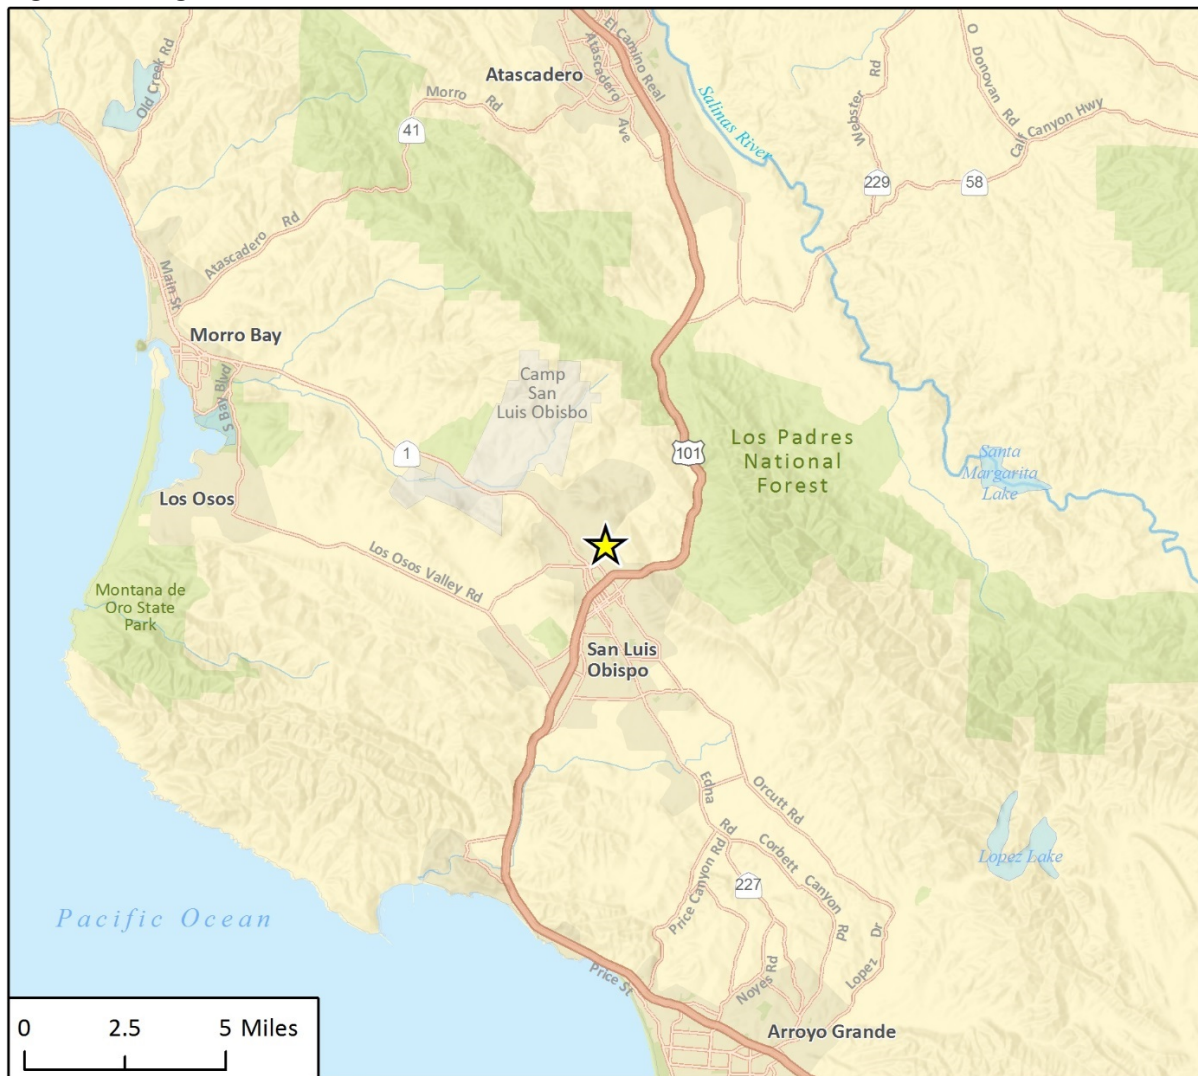 Old Creek Rd
Atascadero
El Camino Real
Atascadero
Ave
Morro Rd
41
Salinas River
Webster Rd
O Donovan Rd
Calf Canyon Hwy
229
58
Atascadero Rd
Main St
Morro Bay
S Bay Blvd
Camp
San
Luis Obisbo
1
101
Los Padres
National
Forest
Santa
Margarita
Lake
Los Osos
Los Osos Valley Rd
Montana de
Oro State
Park
San Luis
Obispo
Edna Rd
Orcutt Rd
Price Canyon Rd
Corbett Canyon Rd
227
Lopez Lake
Pacific Ocean
Noyes Rd
Lopez Dr
Price St
Arroyo Grande
0 2.5 5 Miles